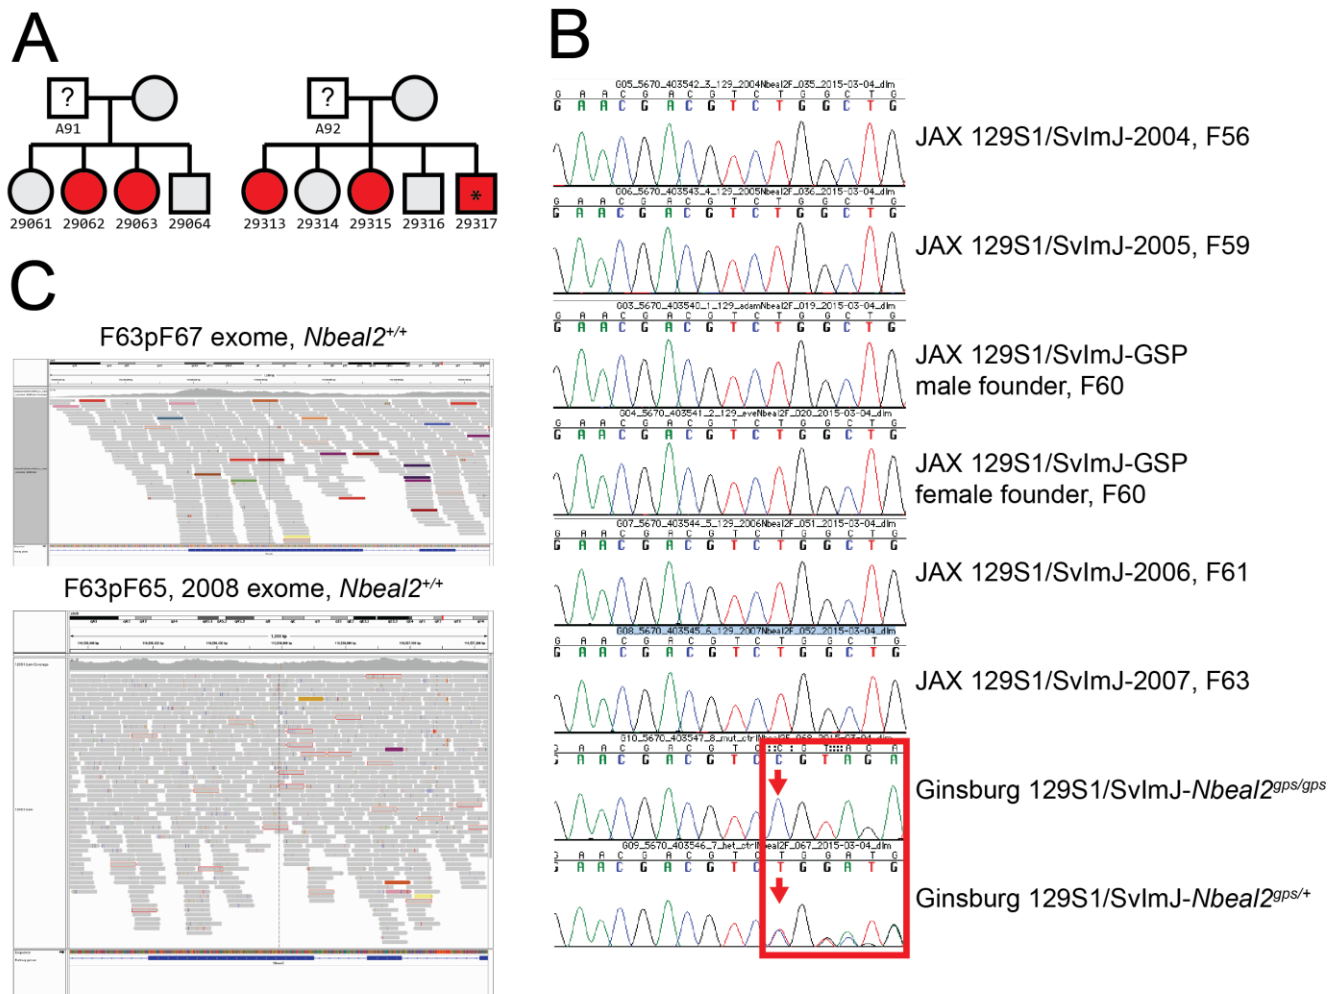 A
?
A91
29061 29062 29063 29064
?
A92
*
29313 29314 29315 29316 29317
B
G05_5670_403542_3_129_2004Nbeal2F_035_2015-03-04_dlm
G A A C G A C G T C T G G C T G
G A A C G A C G T C T G G C T G
JAX 129S1/SvImJ-2004, F56
G06_5670_403543_4_129_2005Nbeal2F_036_2015-03-04_dlm
G A A C G A C G T C T G G C T G
G A A C G A C G T C T G G C T G
JAX 129S1/SvImJ-2005, F59
G03_5670_403540_1_129_adamNbeal2F_019_2015-03-04_dlm
G A A C G A C G T C T G G C T G
G A A C G A C G T C T G G C T G
JAX 129S1/SvImJ-GSP
male founder, F60
G04_5670_403541_2_129_eveNbeal2F_020_2015-03-04_dlm
G A A C G A C G T C T G G C T G
G A A C G A C G T C T G G C T G
JAX 129S1/SvImJ-GSP
female founder, F60
G07_5670_403544_5_129_2006Nbeal2F_051_2015-03-04_dlm
G A A C G A C G T C T G G C T G
G A A C G A C G T C T G G C T G
JAX 129S1/SvImJ-2006, F61
G08_5670_403545_6_129_2007Nbeal2F_052_2015-03-04_dlm
G A A C G A C G T C T G G C T G
G A A C G A C G T C T G G C T G
JAX 129S1/SvImJ-2007, F63
G A A C G A C G T C C G T A G A
Ginsburg 129S1/SvImJ-Nbeal2gps/gps
G A A C G A C G T C T G G A T G
G A A C G A C G T C T G G A T G
Ginsburg 129S1/SvImJ-Nbeal2gps/+
C
F63pF67 exome, Nbeal2+/+
F63pF65, 2008 exome, Nbeal2+/+